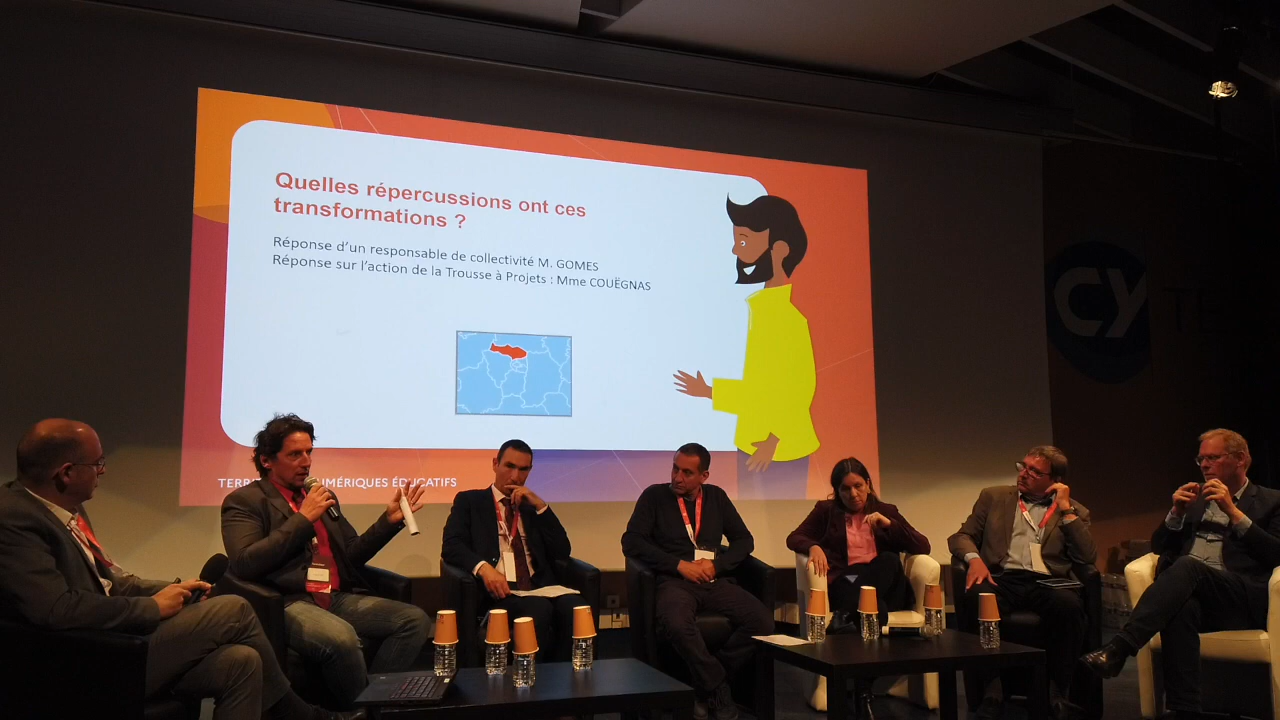 Quelles répercussions ont ces
transformations ?
Réponse d'un responsable de collectivité M. GOMES
Réponse sur l'action de la Trousse à Projets : Mme COUËGNAS
CY
NUMÉRIQUES ÉDUCATIFS